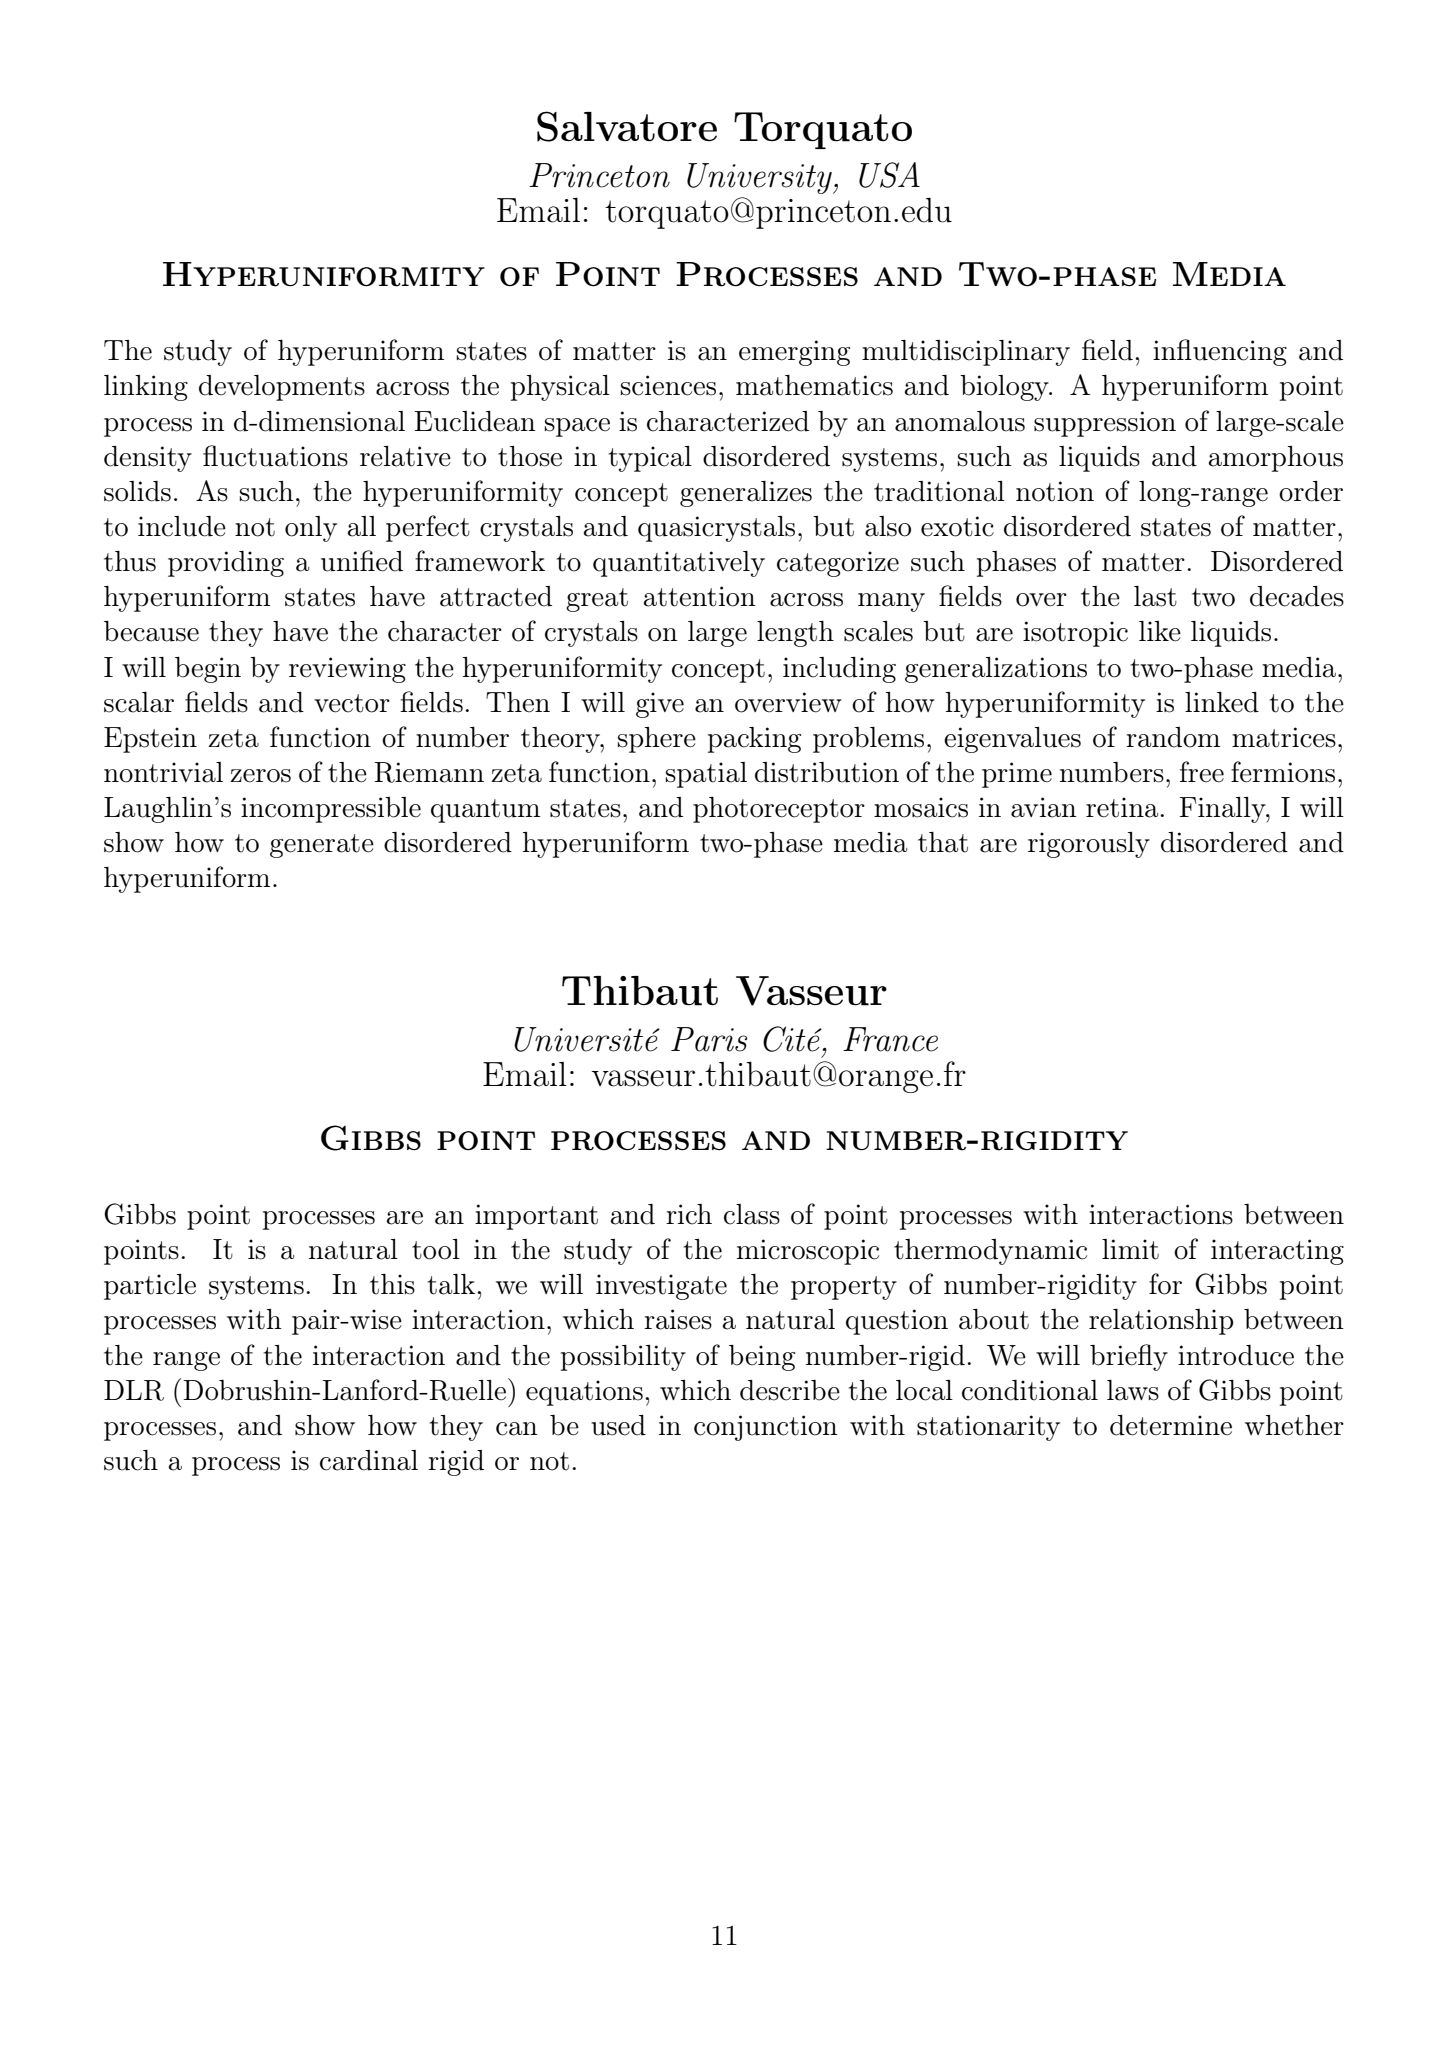 Salvatore Torquato
Princeton University, USA
Email: torquato@princeton.edu
Hyperuniformity of Point Processes and Two-phase Media
The study of hyperuniform states of matter is an emerging multidisciplinary field, influencing and
linking developments across the physical sciences, mathematics and biology. A hyperuniform point
process in d-dimensional Euclidean space is characterized by an anomalous suppression of large-scale
density fluctuations relative to those in typical disordered systems, such as liquids and amorphous
solids. As such, the hyperuniformity concept generalizes the traditional notion of long-range order
to include not only all perfect crystals and quasicrystals, but also exotic disordered states of matter,
thus providing a unified framework to quantitatively categorize such phases of matter. Disordered
hyperuniform states have attracted great attention across many fields over the last two decades
because they have the character of crystals on large length scales but are isotropic like liquids.
I will begin by reviewing the hyperuniformity concept, including generalizations to two-phase media,
scalar fields and vector fields. Then I will give an overview of how hyperuniformity is linked to the
Epstein zeta function of number theory, sphere packing problems, eigenvalues of random matrices,
nontrivial zeros of the Riemann zeta function, spatial distribution of the prime numbers, free fermions,
Laughlin's incompressible quantum states, and photoreceptor mosaics in avian retina. Finally, I will
show how to generate disordered hyperuniform two-phase media that are rigorously disordered and
hyperuniform.
Thibaut Vasseur
Université Paris Cité, France
Email: vasseur.thibaut@orange.fr
Gibbs point processes and number-rigidity
Gibbs point processes are an important and rich class of point processes with interactions between
points. It is a natural tool in the study of the microscopic thermodynamic limit of interacting
particle systems. In this talk, we will investigate the property of number-rigidity for Gibbs point
processes with pair-wise interaction, which raises a natural question about the relationship between
the range of the interaction and the possibility of being number-rigid. We will briefly introduce the
DLR (Dobrushin-Lanford-Ruelle) equations, which describe the local conditional laws of Gibbs point
processes, and show how they can be used in conjunction with stationarity to determine whether
such a process is cardinal rigid or not.
11